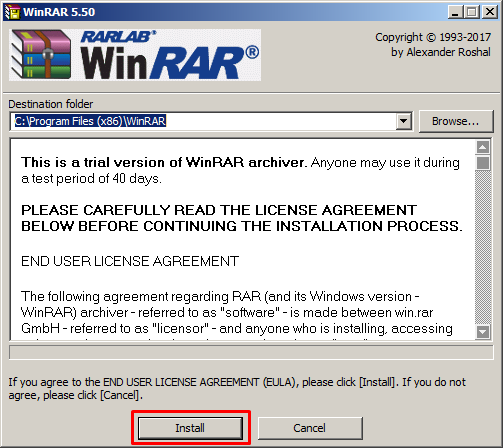 WinRAR 5.50
RARLAB®
WinRAR®
Copyright © 1993-2017
by Alexander Roshal
Destination folder
C:\Program Files (x86)\WinRAR
Browse...
This is a trial version of WinRAR archiver. Anyone may use it during
a test period of 40 days.
PLEASE CAREFULLY READ THE LICENSE AGREEMENT
BELOW BEFORE CONTINUING THE INSTALLATION PROCESS.
END USER LICENSE AGREEMENT
The following agreement regarding RAR (and its Windows version -
WinRAR) archiver - referred to as "software" - is made between win.rar
GmbH - referred to as "licensor" - and anyone who is installing, accessing
If you agree to the END USER LICENSE AGREEMENT (EULA), please click [Install]. If you do not
agree, please click [Cancel].
Install
Cancel